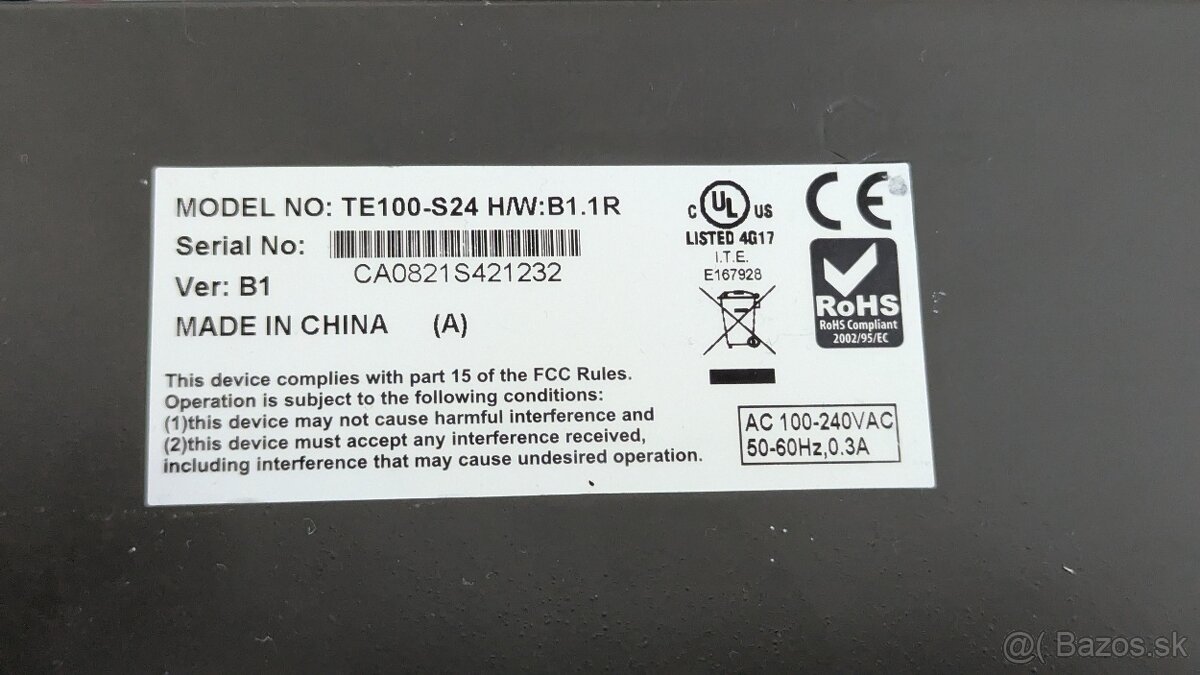 MODEL NO: TE100-S24 H/W:B1.1R
Serial No:
CA0821S421232
Ver: B1
MADE IN CHINA (A)
This device complies with part 15 of the FCC Rules.
Operation is subject to the following conditions:
(1)this device may not cause harmful interference and
(2)this device must accept any interference received,
including interference that may cause undesired operation.
C UL US
LISTED 4G17
I.T.E.
E167928
CE
RoHS
RoHS Compliant
2002/95/EC
AC 100-240VAC
50-60Hz,0.3A
@( Bazos.sk